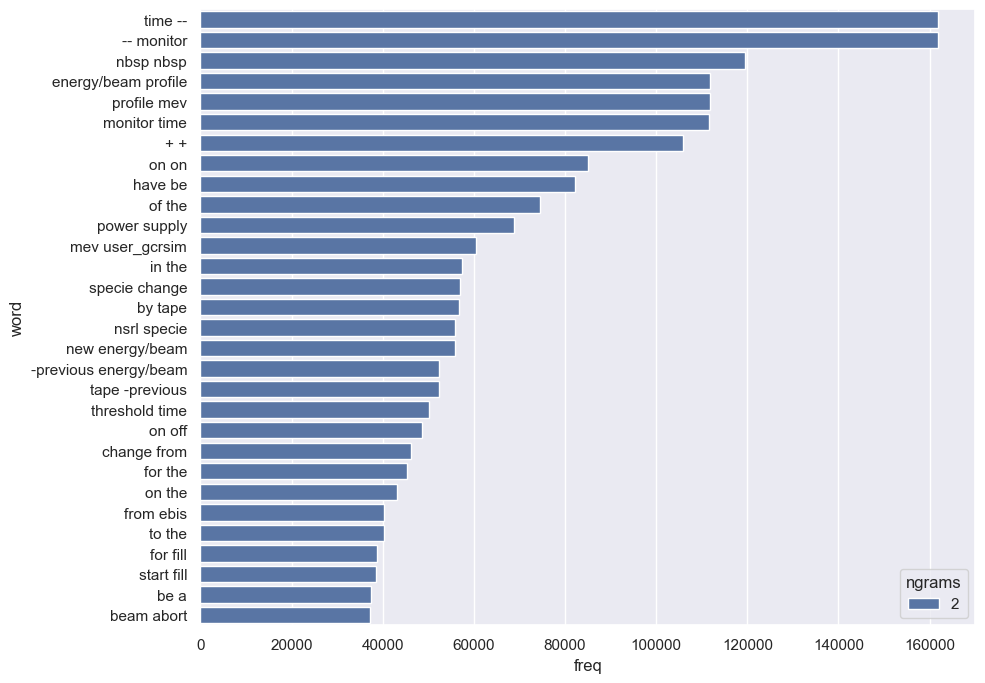 time --
-- monitor
nbsp nbsp
energy/beam profile
profile mev
monitor time
+ +
on on
have be
of the
power supply
mev user_gcrsim
in the
specie change
by tape
nsrl specie
new energy/beam
-previous energy/beam
tape -previous
threshold time
on off
change from
for the
on the
from ebis
to the
for fill
start fill
be a
beam abort
word
ngrams
2
0 20000 40000 60000 80000 100000 120000 140000 160000
freq